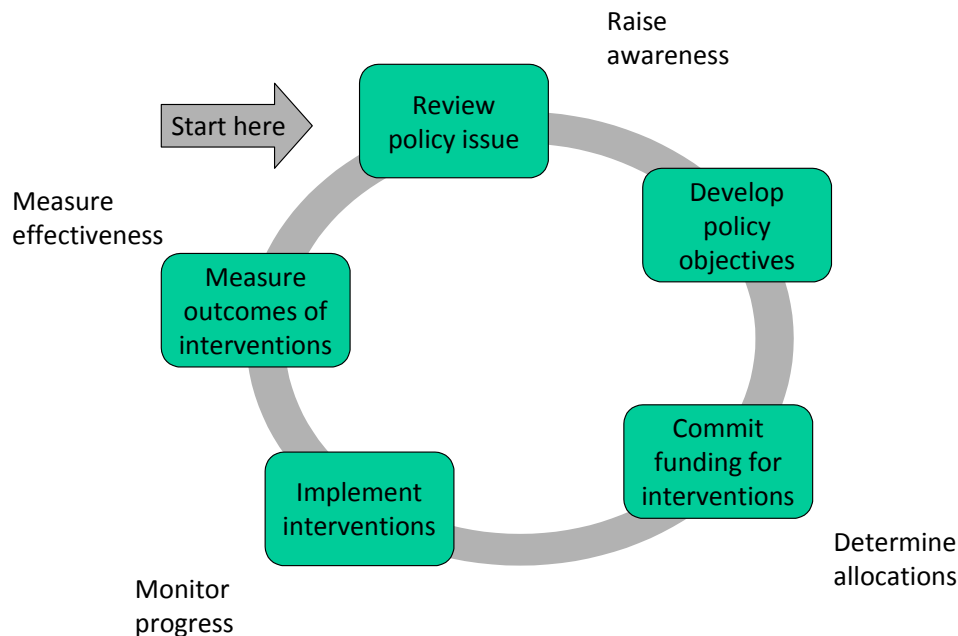 Raise
awareness
Review
policy issue
Start here
Develop
policy
objectives
Measure
effectiveness
Measure
outcomes of
interventions
Commit
funding for
interventions
Implement
interventions
Determine
allocations
Monitor
progress